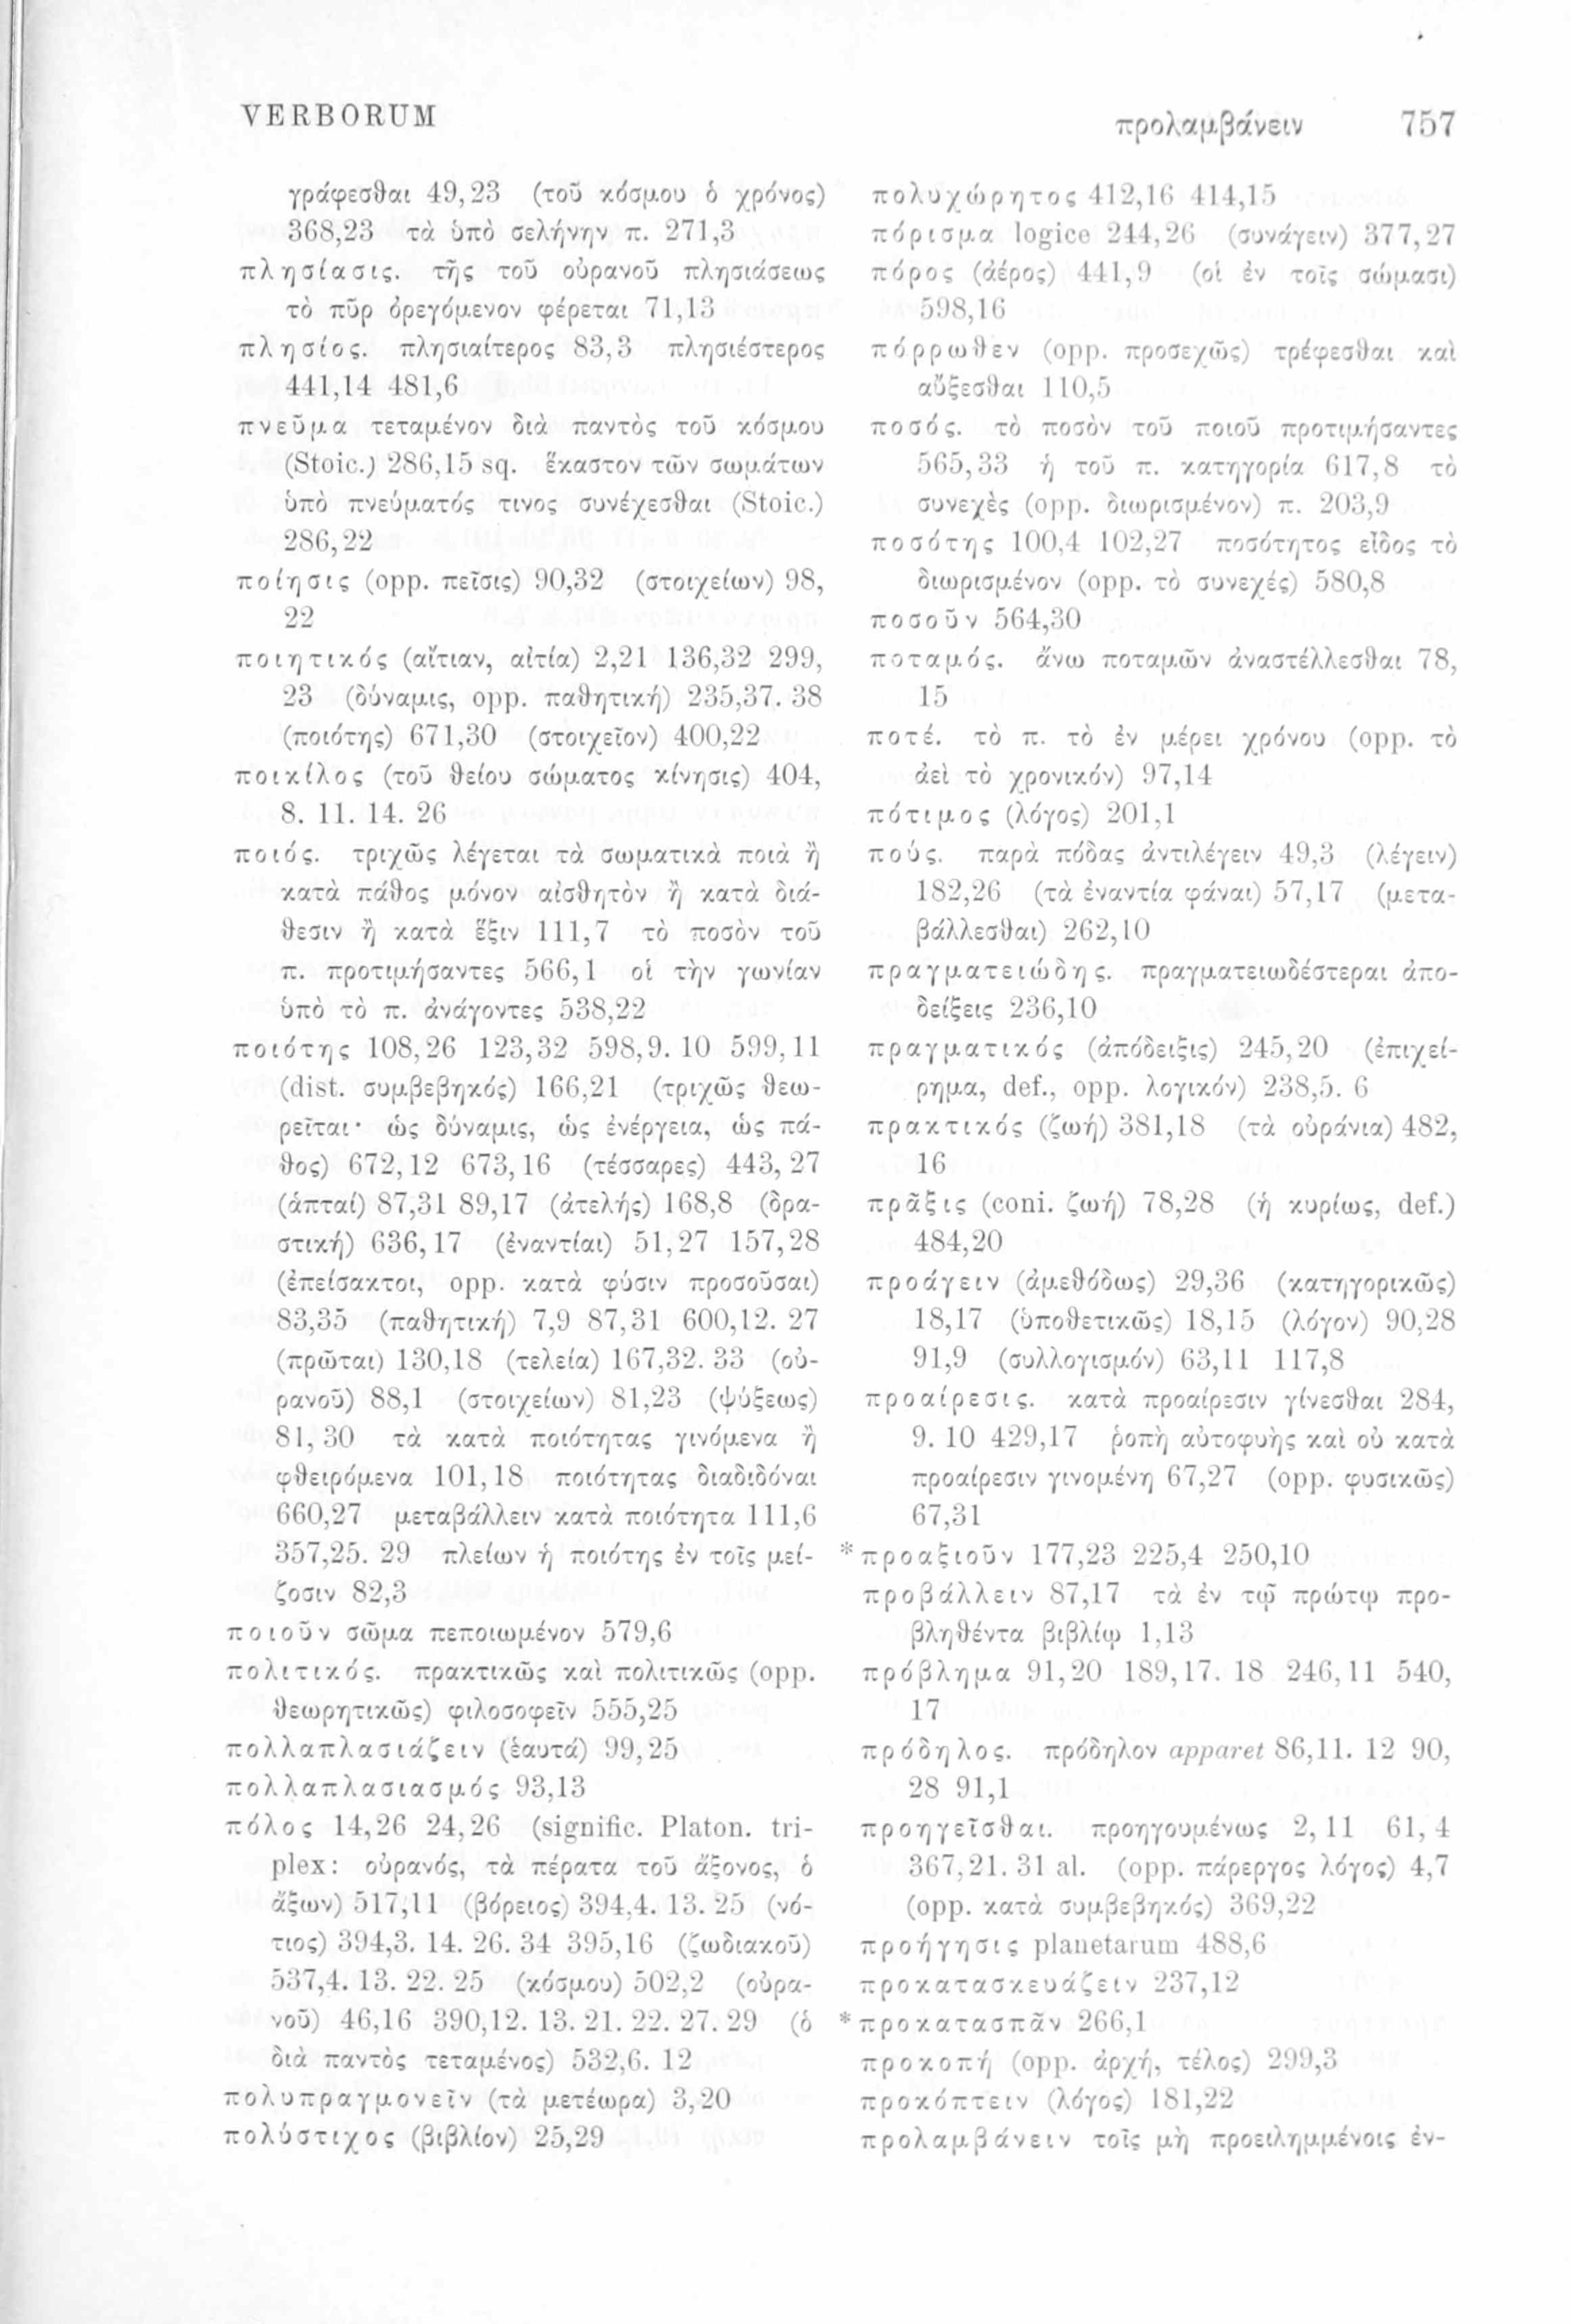 VERBORUM
προλαμβάνειν 757
γράφεσθαι 49,23 (τοῦ κόσμου ὁ χρόνος)
368,23 τὰ ὑπὸ σελήνην π. 271,3
πλησίασις. τῆς τοῦ οὐρανοῦ πλησιάσεως
τὸ πῦρ ὀρεγόμενον φέρεται 71,13
πλησίος. πλησιαίτερος 83,3 πλησιέστερος
441,14 481,6
πνεῦμα τεταμένον διὰ παντὸς τοῦ κόσμου
(Stoic.) 286,15 sq. ἕκαστον τῶν σωμάτων
ὑπὸ πνεύματός τινος συνέχεσθαι (Stoic.)
286,22
ποίησις (opp. πεῖσις) 90,32 (στοιχείων) 98,
22
ποιητικός (αἴτιαν, αἰτία) 2,21 136,32 299,
23 (δύναμις, opp. παθητική) 235,37. 38
(ποιότης) 671,30 (στοιχεῖον) 400,22
ποικίλος (τοῦ θείου σώματος κίνησις) 404,
8. 11. 14. 26
ποιός. τριχῶς λέγεται τὰ σωματικὰ ποιὰ ἢ
κατὰ πάθος μόνον αἰσθητὸν ἢ κατὰ διά-
θεσιν ἢ κατὰ ἕξιν 111,7 τὸ ποσὸν τοῦ
π. προτιμήσαντες 566,1 οἱ τὴν γωνίαν
ὑπὸ τὸ π. ἀνάγοντες 538,22
ποιότης 108,26 123,32 598,9. 10 599,11
(dist. συμβεβηκός) 166,21 (τριχῶς θεω-
ρεῖται· ὡς δύναμις, ὡς ἐνέργεια, ὡς πά-
θος) 672,12 673,16 (τέσσαρες) 443,27
(ἁπταί) 87,31 89,17 (ἀτελής) 168,8 (δρα-
στική) 636,17 (ἐναντίαι) 51,27 157,28
(ἐπείσακτοι, opp. κατὰ φύσιν προσοῦσαι)
83,35 (παθητική) 7,9 87,31 600,12. 27
(πρῶται) 130,18 (τελεία) 167,32. 33 (οὐ-
ρανοῦ) 88,1 (στοιχείων) 81,23 (ψύξεως)
81,30 τὰ κατὰ ποιότητας γινόμενα ἢ
φθειρόμενα 101,18 ποιότητας διαδιδόναι
660,27 μεταβάλλειν κατὰ ποιότητα 111,6
357,25. 29 πλείων ἡ ποιότης ἐν τοῖς μεί-
ζοσιν 82,3
ποιοῦν σῶμα πεποιωμένον 579,6
πολιτικός. πρακτικῶς καὶ πολιτικῶς (opp.
θεωρητικῶς) φιλοσοφεῖν 555,25
πολλαπλασιάζειν (ἑαυτά) 99,25
πολλαπλασιασμός 93,13
πόλος 14,26 24,26 (signific. Platon. tri-
plex: οὐρανός, τὰ πέρατα τοῦ ἄξονος, ὁ
ἄξων) 517,11 (βόρειος) 394,4. 13. 25 (νό-
τιος) 394,3. 14. 26. 34 395,16 (ζωδιακοῦ)
537,4. 13. 22. 25 (κόσμου) 502,2 (οὐρα-
νοῦ) 46,16 390,12. 13. 21. 22. 27. 29 (ὁ
διὰ παντὸς τεταμένος) 532,6. 12
πολυπραγμονεῖν (τὰ μετέωρα) 3,20
πολύστιχος (βιβλίον) 25,29
πολυχώρητος 412,16 414,15
πόρισμα logice 244,26 (συνάγειν) 377,27
πόρος (ἀέρος) 441,9 (οἱ ἐν τοῖς σώμασι)
598,16
πόρρωθεν (opp. προσεχῶς) τρέφεσθαι καὶ
αὔξεσθαι 110,5
ποσός. τὸ ποσὸν τοῦ ποιοῦ προτιμήσαντες
565,33 ἡ τοῦ π. κατηγορία 617,8 τὸ
συνεχὲς (opp. διωρισμένον) π. 203,9
ποσότης 100,4 102,27 ποσότητος εἶδος τὸ
διωρισμένον (opp. τὸ συνεχές) 580,8
ποσοῦν 564,30
ποταμός. ἄνω ποταμῶν ἀναστέλλεσθαι 78,
15
ποτέ. τὸ π. τὸ ἐν μέρει χρόνου (opp. τὸ
ἀεὶ τὸ χρονικόν) 97,14
πότιμος (λόγος) 201,1
πούς. παρὰ πόδας ἀντιλέγειν 49,3 (λέγειν)
182,26 (τὰ ἐναντία φάναι) 57,17 (μετα-
βάλλεσθαι) 262,10
πραγματειώδης. πραγματειωδέστεραι ἀπο-
δείξεις 236,10
πραγματικός (ἀπόδειξις) 245,20 (ἐπιχεί-
ρημα, def., opp. λογικόν) 238,5. 6
πρακτικός (ζωή) 381,18 (τὰ οὐράνια) 482,
16
πρᾶξις (coni. ζωή) 78,28 (ἡ κυρίως, def.)
484,20
προάγειν (ἀμεθόδως) 29,36 (κατηγορικῶς)
18,17 (ὑποθετικῶς) 18,15 (λόγον) 90,28
91,9 (συλλογισμόν) 63,11 117,8
προαίρεσις. κατὰ προαίρεσιν γίνεσθαι 284,
9. 10 429,17 ῥοπὴ αὐτοφυὴς καὶ οὐ κατὰ
προαίρεσιν γινομένη 67,27 (opp. φυσικῶς)
67,31
*προαξιοῦν 177,23 225,4 250,10
προβάλλειν 87,17 τὰ ἐν τῷ πρώτῳ προ-
βληθέντα βιβλίῳ 1,13
πρόβλημα 91,20 189,17. 18 246,11 540,
17
πρόδηλος. πρόδηλον apparet 86,11. 12 90,
28 91,1
προηγεῖσθαι. προηγουμένως 2,11 61,4
367,21. 31 al. (opp. πάρεργος λόγος) 4,7
(opp. κατὰ συμβεβηκός) 369,22
προήγησις planetarum 488,6
προκατασκευάζειν 237,12
*προκατασπᾶν 266,1
προκοπή (opp. ἀρχή, τέλος) 299,3
προκόπτειν (λόγος) 181,22
προλαμβάνειν τοῖς μὴ προειλημμένοις ἐν-